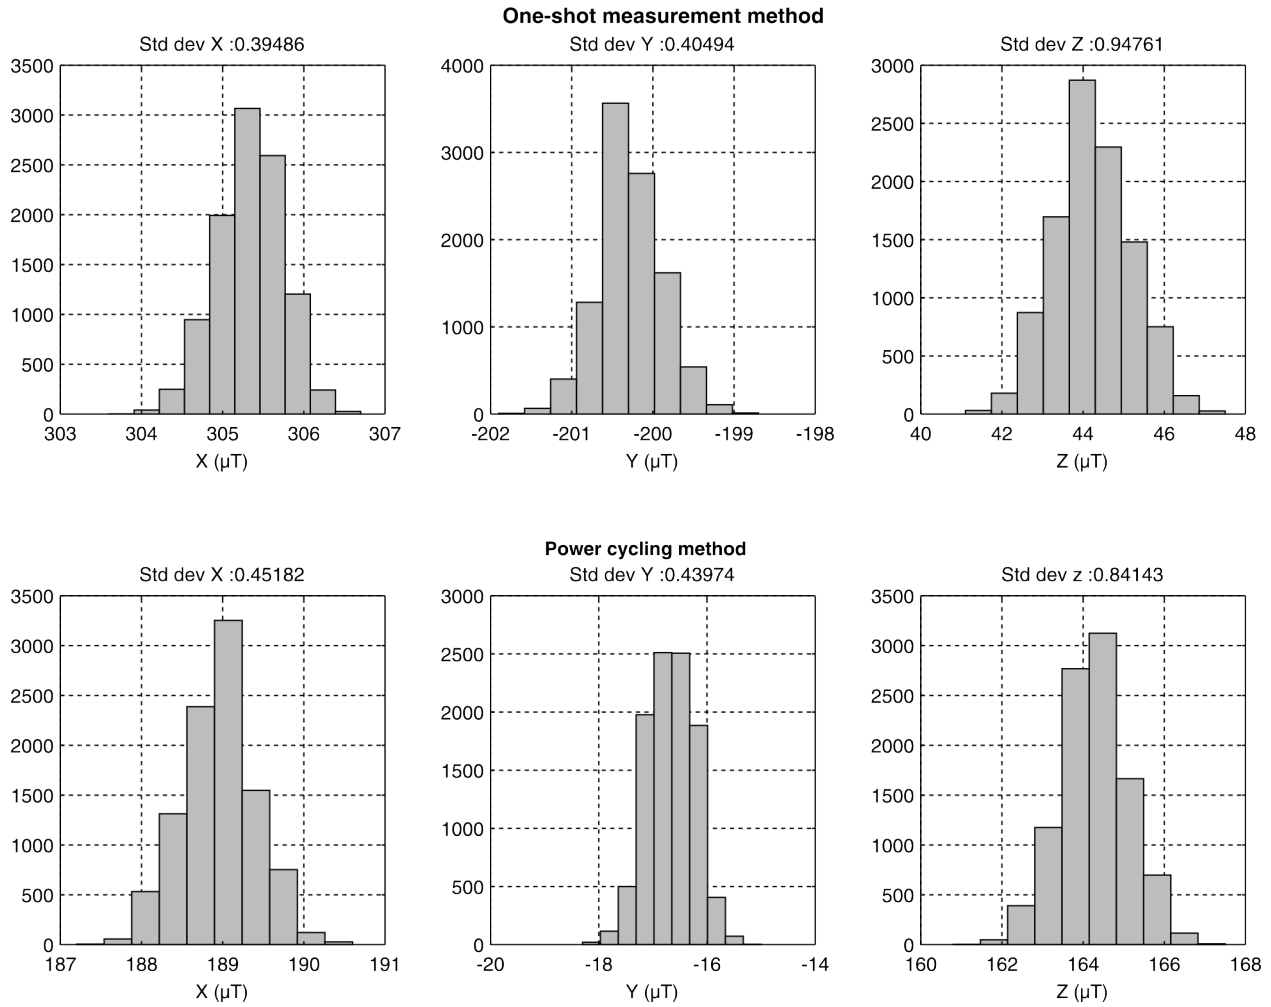 One-shot measurement method
Std dev X :0.39486
3500
3000
2500
2000
1500
1000
500
0
303 304 305 306 307
X (µT)
Std dev Y :0.40494
4000
3000
2000
1000
0
-202 -201 -200 -199 -198
Y (µT)
Std dev Z :0.94761
3000
2500
2000
1500
1000
500
0
40 42 44 46 48
Z (µT)
Power cycling method
Std dev X :0.45182
3500
3000
2500
2000
1500
1000
500
0
187 188 189 190 191
X (µT)
Std dev Y :0.43974
3000
2500
2000
1500
1000
500
0
-20 -18 -16 -14
Y (µT)
Std dev z :0.84143
3500
3000
2500
2000
1500
1000
500
0
160 162 164 166 168
Z (µT)